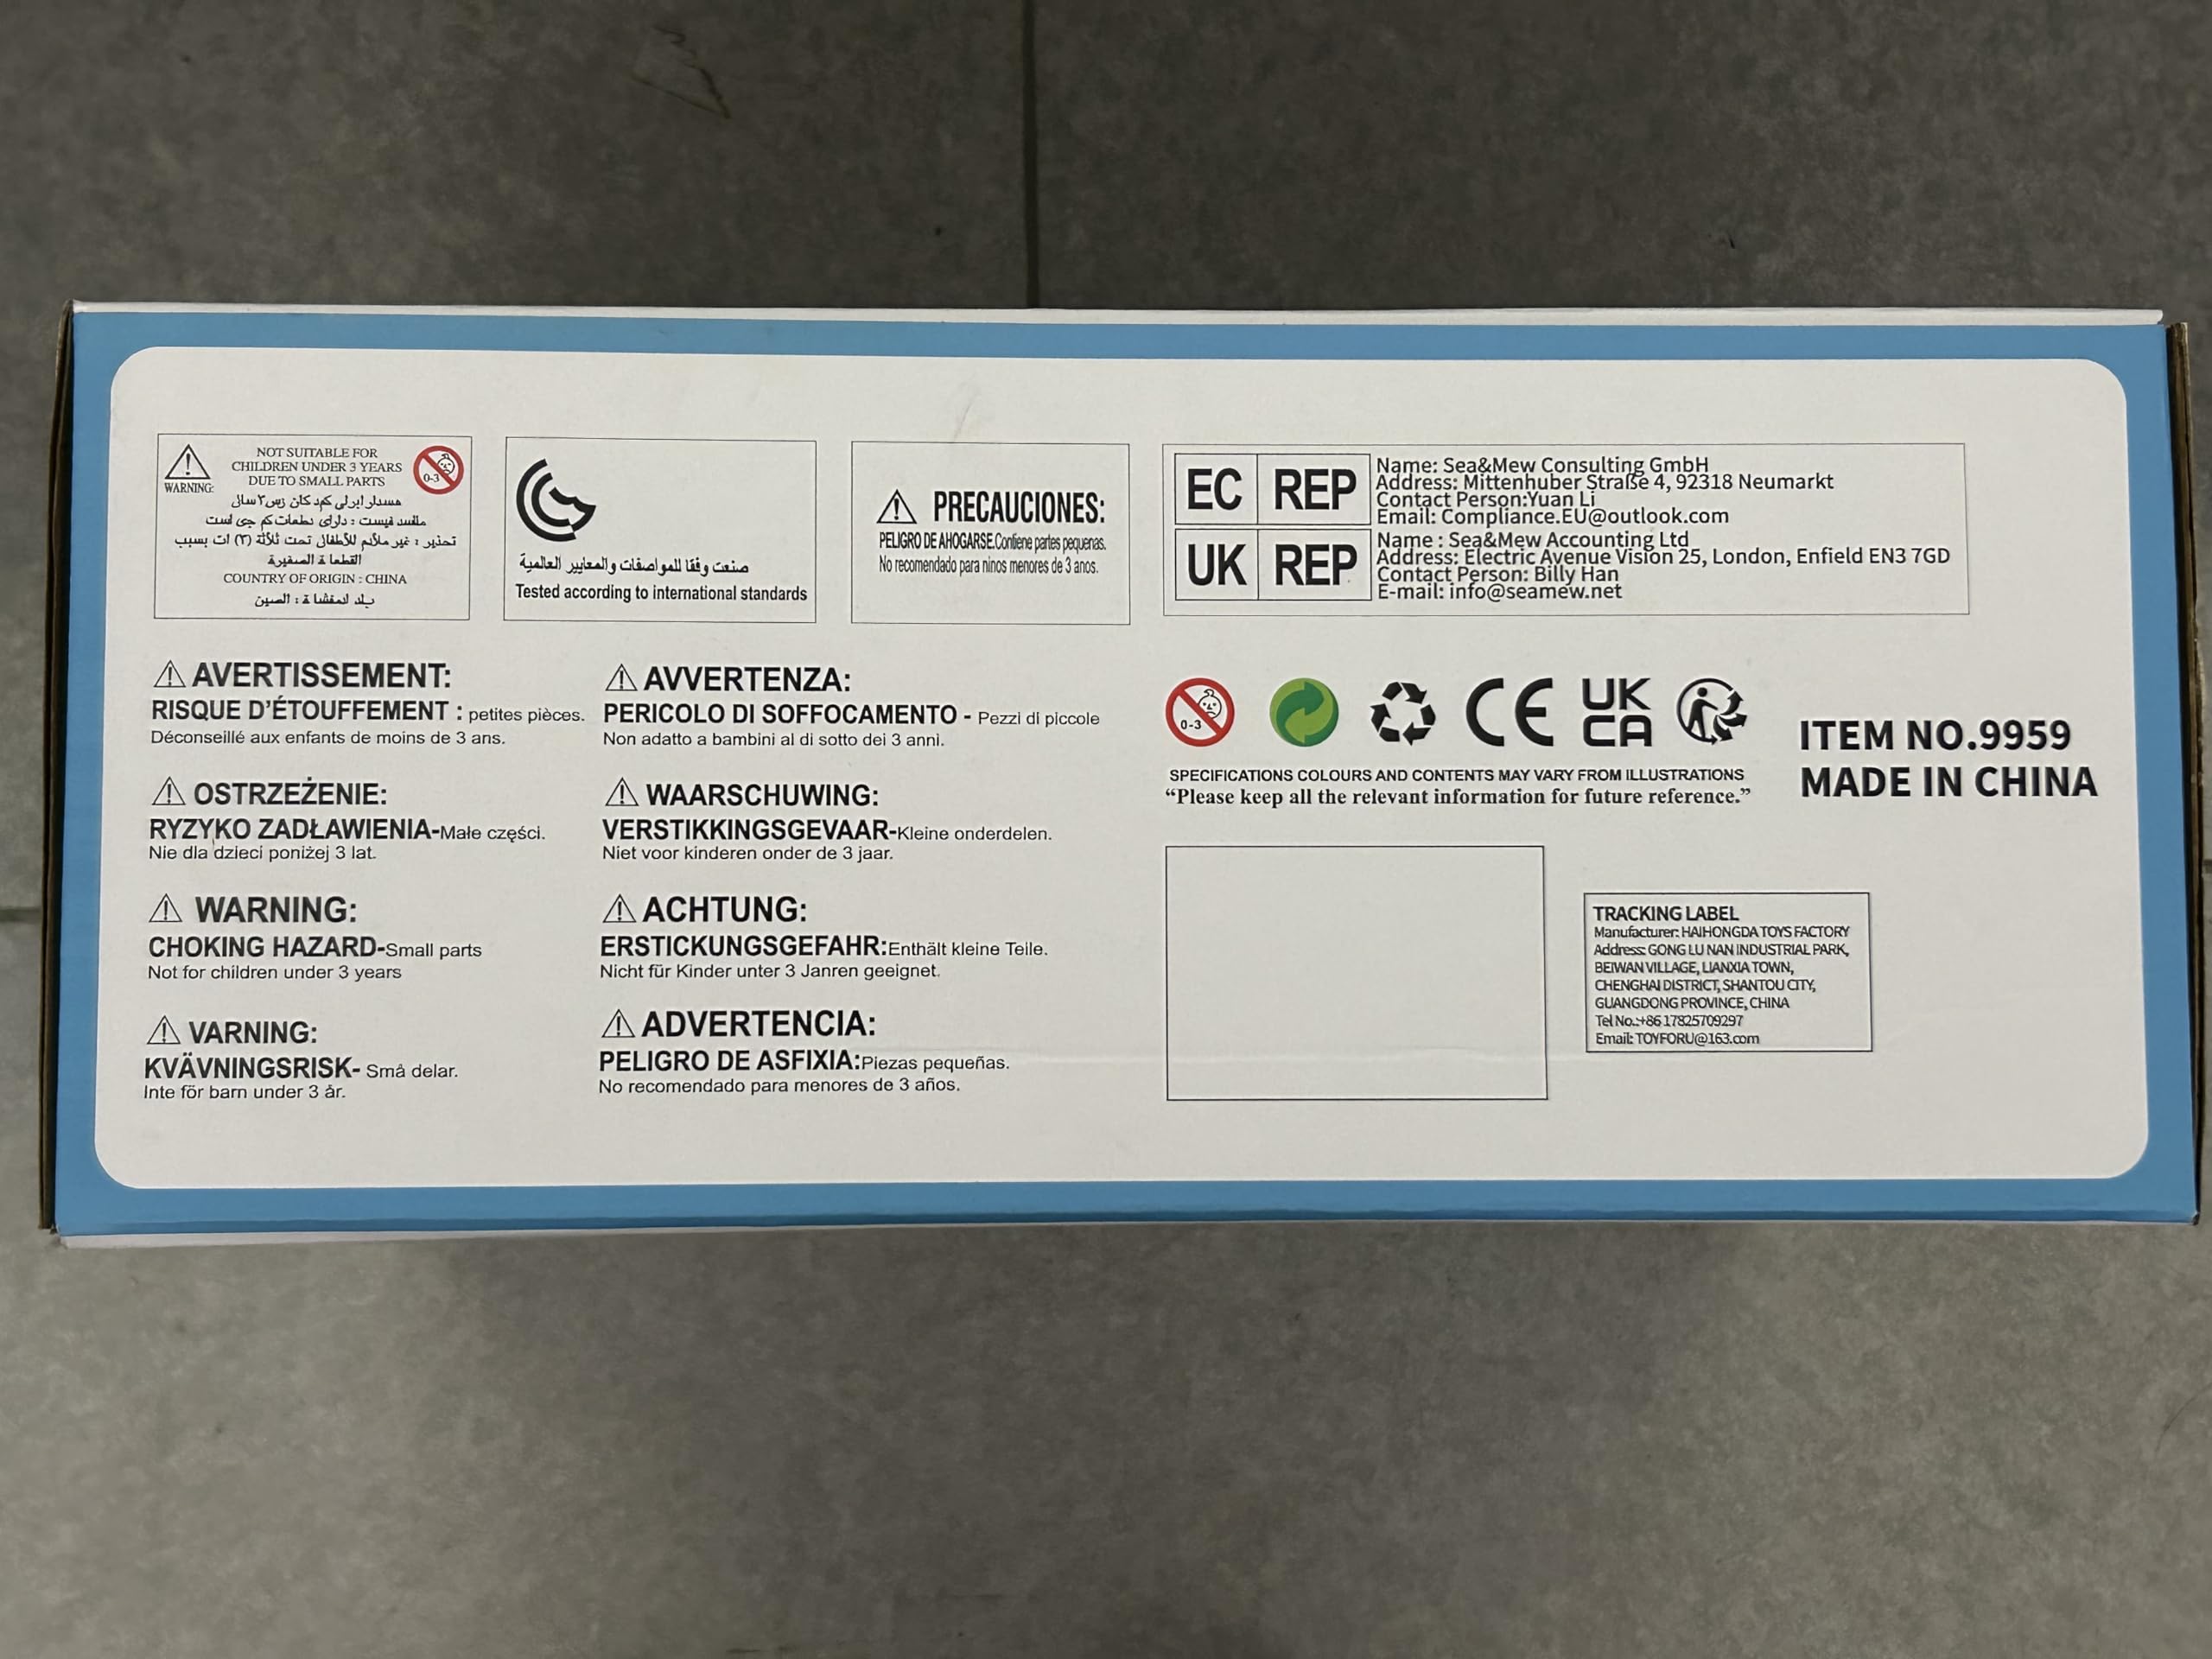 WARNING:
NOT SUITABLE FOR
CHILDREN UNDER 3 YEARS
DUE TO SMALL PARTS
0-3
COUNTRY OF ORIGIN : CHINA
صنعت وفقا للمواصفات والمعايير العالمية
Tested according to international standards
PRECAUCIONES:
PELIGRO DE AHOGARSE.Contiene partes pequenas.
No recomendado para ninos menores de 3 anos.
EC REP
Name: Sea&Mew Consulting GmbH
Address: Mittenhuber Straße 4, 92318 Neumarkt
Contact Person:Yuan Li
Email: Compliance.EU@outlook.com
UK REP
Name : Sea&Mew Accounting Ltd
Address: Electric Avenue Vision 25, London, Enfield EN3 7GD
Contact Person: Billy Han
E-mail: info@seamew.net
AVERTISSEMENT:
RISQUE D'ÉTOUFFEMENT : petites pièces.
Déconseillé aux enfants de moins de 3 ans.
AVVERTENZA:
PERICOLO DI SOFFOCAMENTO - Pezzi di piccole
Non adatto a bambini al di sotto dei 3 anni.
OSTRZEŻENIE:
RYZYKO ZADŁAWIENIA-Małe części.
Nie dla dzieci poniżej 3 lat.
WAARSCHUWING:
VERSTIKKINGSGEVAAR-Kleine onderdelen.
Niet voor kinderen onder de 3 jaar.
WARNING:
CHOKING HAZARD-Small parts
Not for children under 3 years
ACHTUNG:
ERSTICKUNGSGEFAHR:Enthält kleine Teile.
Nicht für Kinder unter 3 Janren geeignet.
VARNING:
KVÄVNINGSRISK- Små delar.
Inte för barn under 3 år.
ADVERTENCIA:
PELIGRO DE ASFIXIA:Piezas pequeñas.
No recomendado para menores de 3 años.
0-3
CE
UK
CA
SPECIFICATIONS COLOURS AND CONTENTS MAY VARY FROM ILLUSTRATIONS
“Please keep all the relevant information for future reference.”
ITEM NO.9959
MADE IN CHINA
TRACKING LABEL
Manufacturer: HAIHONGDA TOYS FACTORY
Address: GONG LU NAN INDUSTRIAL PARK,
BEIWAN VILLAGE, LIANXIA TOWN,
CHENGHAI DISTRICT, SHANTOU CITY,
GUANGDONG PROVINCE, CHINA
Tel No.:+86 17825709297
Email: TOYFORU@163.com